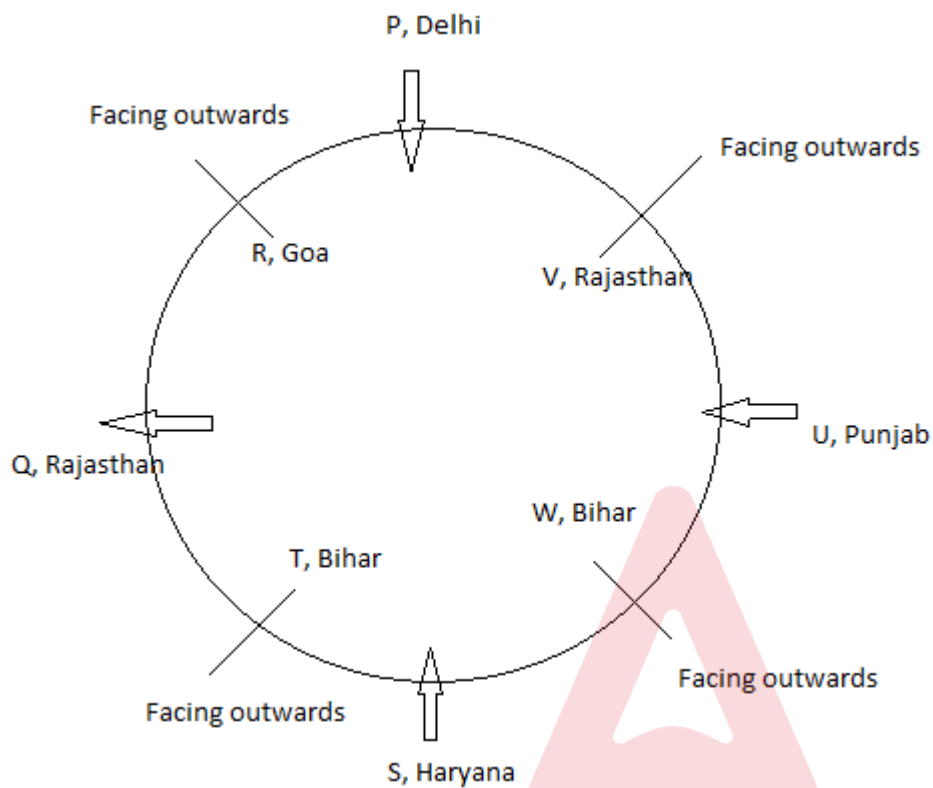 P, Delhi
Facing outwards
Facing outwards
R, Goa
V, Rajasthan
Q, Rajasthan
U, Punjab
W, Bihar
T, Bihar
Facing outwards
Facing outwards
S, Haryana